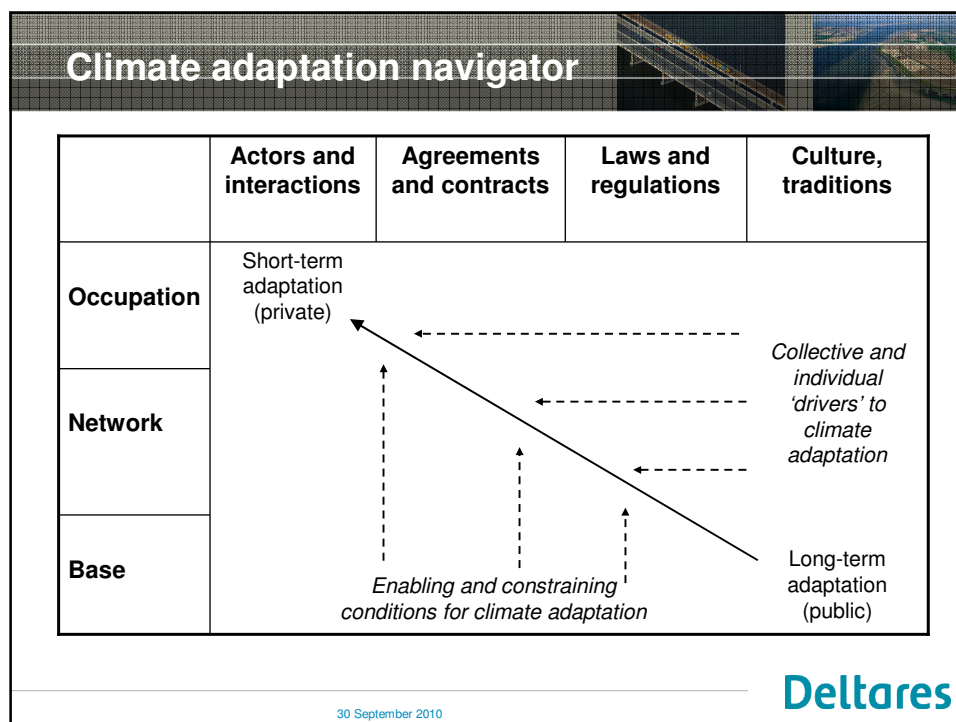 Climate adaptation navigator
Actors and
interactions
Agreements
and contracts
Laws and
regulations
Culture,
traditions
Occupation
Short-term
adaptation
(private)
Collective and
individual
‘drivers’ to
climate
adaptation
Network
Base
Enabling and constraining
conditions for climate adaptation
Long-term
adaptation
(public)
30 September 2010
Deltares